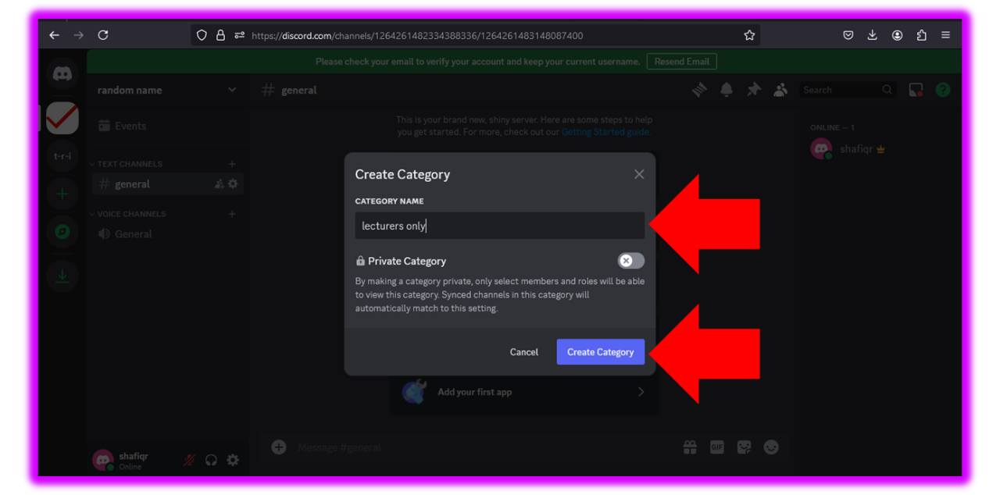 https://discord.com/channels/1264261482334388336/1264261483148087400
Please check your email to verify your account and keep your current username. Resend Email
random name
# general
Search
Events
This is your brand new, shiny server. Here are some steps to help
you get started. For more, check out our Getting Started guide.
ONLINE — 1
shafiqr
t-r-i
TEXT CHANNELS
# general
VOICE CHANNELS
General
Create Category
CATEGORY NAME
lecturers only
Private Category
By making a category private, only select members and roles will be able
to view this category. Synced channels in this category will
automatically match to this setting.
Cancel
Create Category
Add your first app
Message #general
GIF
shafiqr
Online